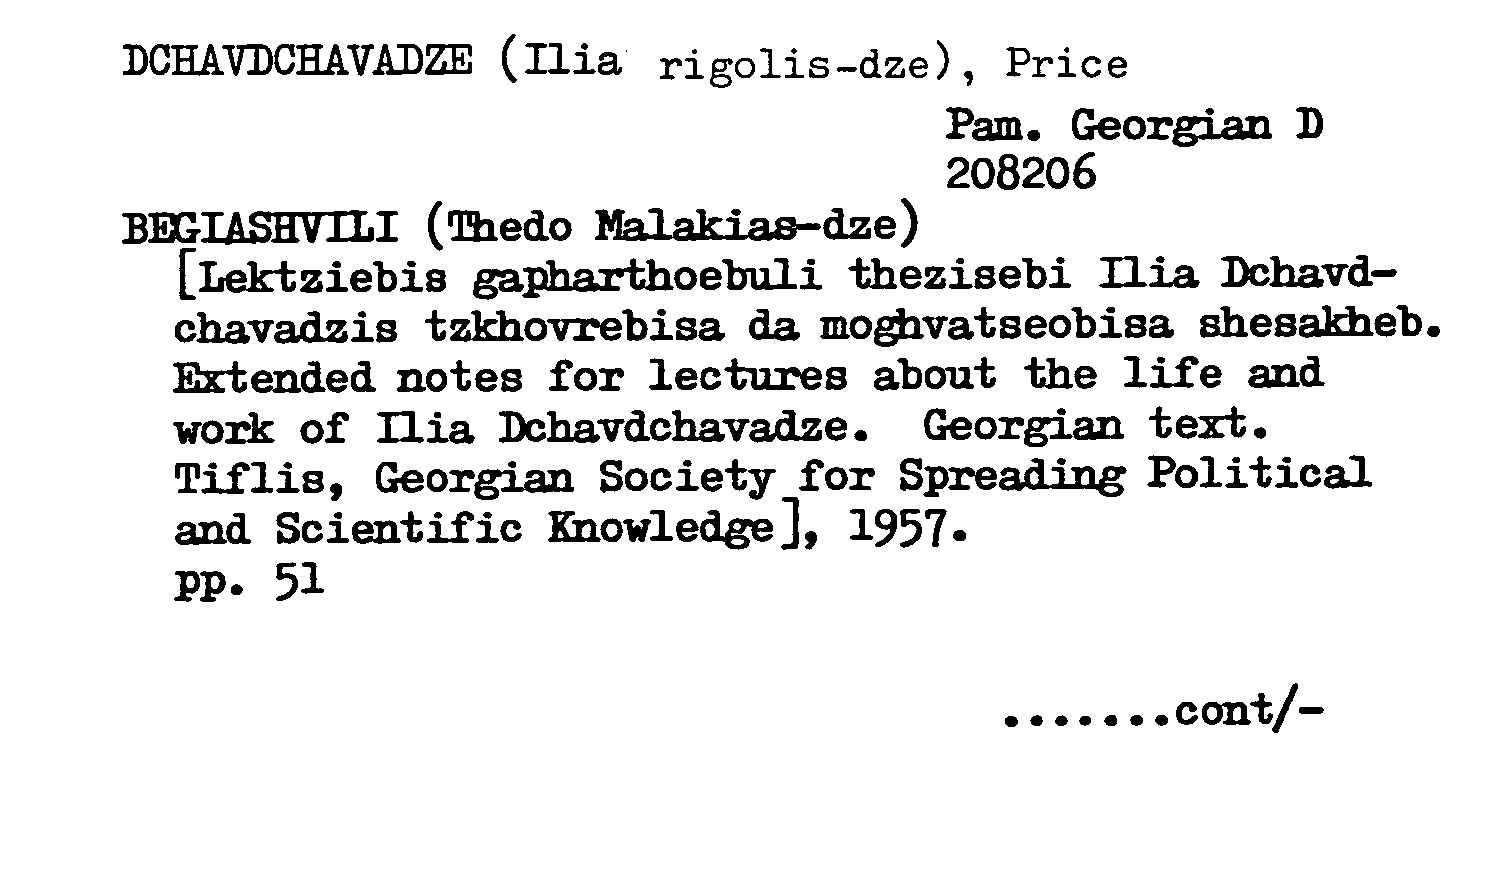 DCHAVDCHAVADZE (Ilia rigolis-dze), Price
Pam. Georgian D
208206
BEGIASHVILI (Thedo Malakias-dze)
[Lektziebis gapharthoebuli thezisebi Ilia Dchavd-
chavadzis tzkhovrebisa da moghvatseobisa shesakheb.
Extended notes for lectures about the life and
work of Ilia Dchavdchavadze. Georgian text.
Tiflis, Georgian Society for Spreading Political
and Scientific Knowledge], 1957.
pp. 51
.......cont/-